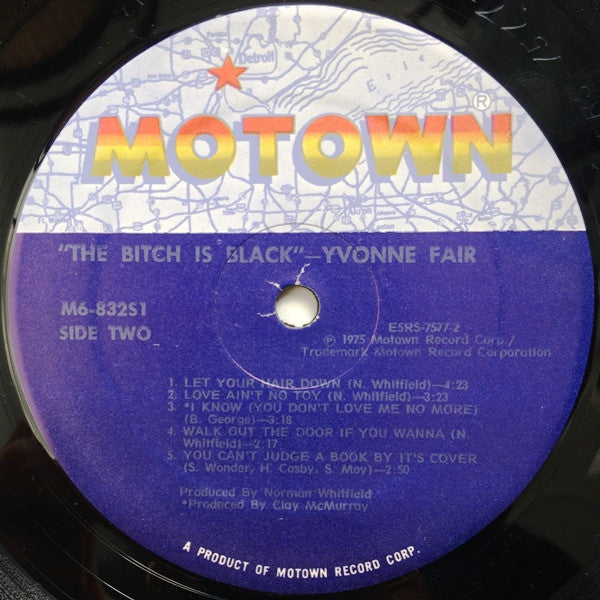 Detroit
Erie
MOTOWN®
"THE BITCH IS BLACK"—YVONNE FAIR
M6-832S1
SIDE TWO
ESRS-7577-2
℗ 1975 Motown Record Corp./
Trademark Motown Record Corporation
1. LET YOUR HAIR DOWN (N. Whitfield)—4:23
2. LOVE AIN'T NO TOY (N. Whitfield)—3:23
3. *I KNOW (YOU DON'T LOVE ME NO MORE)
(B. George)—3:18
4. WALK OUT THE DOOR IF YOU WANNA (N.
Whitfield)—2:17
5. YOU CAN'T JUDGE A BOOK BY IT'S COVER
(S. Wonder, H. Cosby, S. Moy)—2:50
Produced By Norman Whitfield
*Produced By Clay McMurray
A PRODUCT OF MOTOWN RECORD CORP.